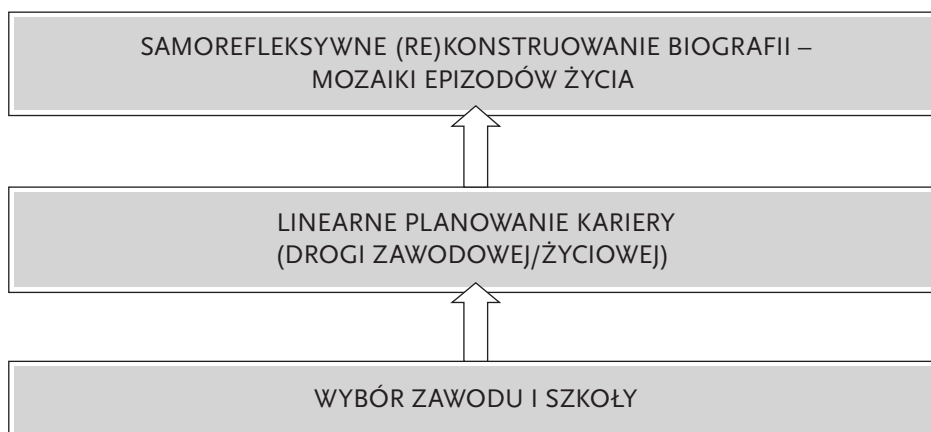 SAMOREFLEKSYWNE (RE)KONSTRUOWANIE BIOGRAFII –
MOZAIKI EPIZODÓW ŻYCIA
LINEARNE PLANOWANIE KARIERY
(DROGI ZAWODOWEJ/ŻYCIOWEJ)
WYBÓR ZAWODU I SZKOŁY